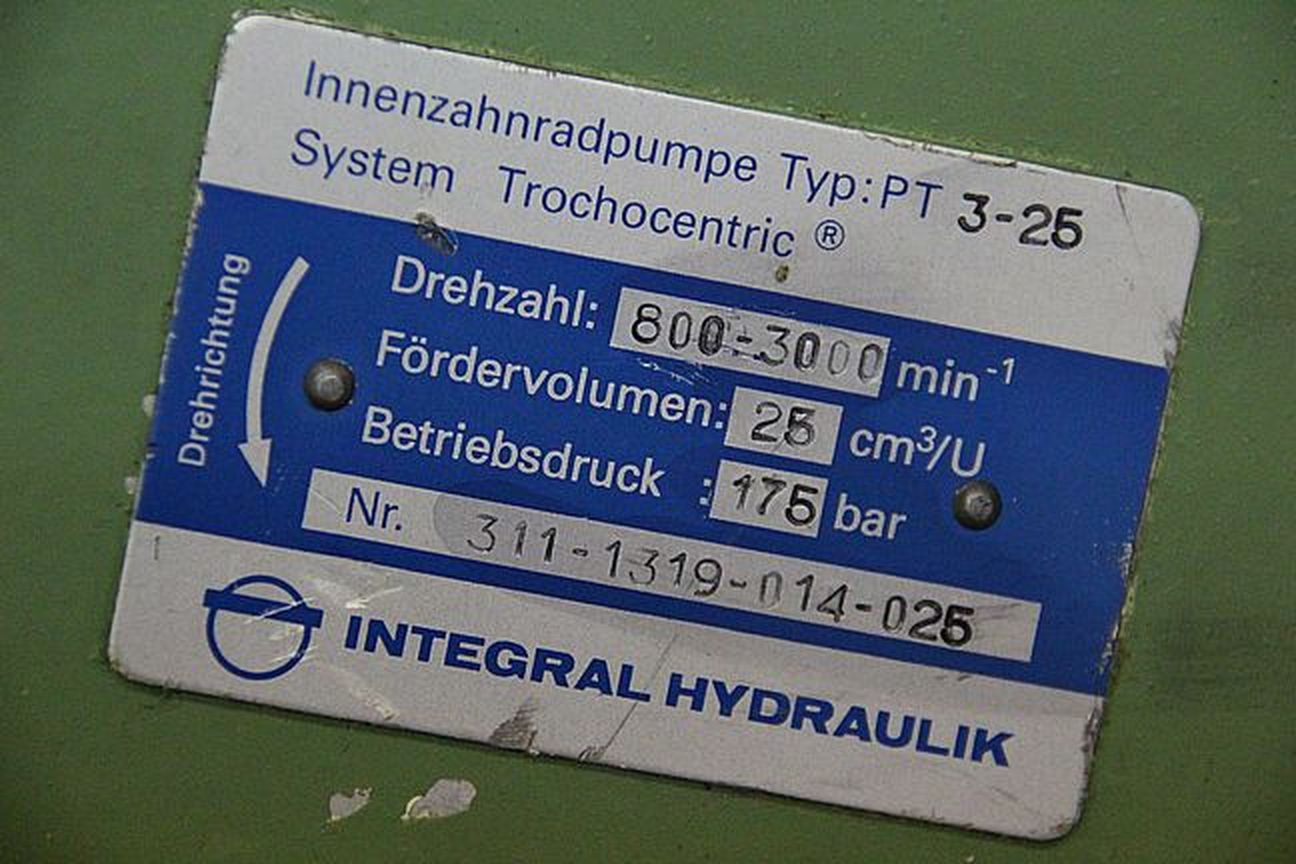 Innenzahnradpumpe Typ: PT 3-25
System Trochocentric ®
Drehrichtung
Drehzahl: 800-3000 min-1
Fördervolumen: 25 cm³/U
Betriebsdruck : 175 bar
Nr. 311-1319-014-025
INTEGRAL HYDRAULIK